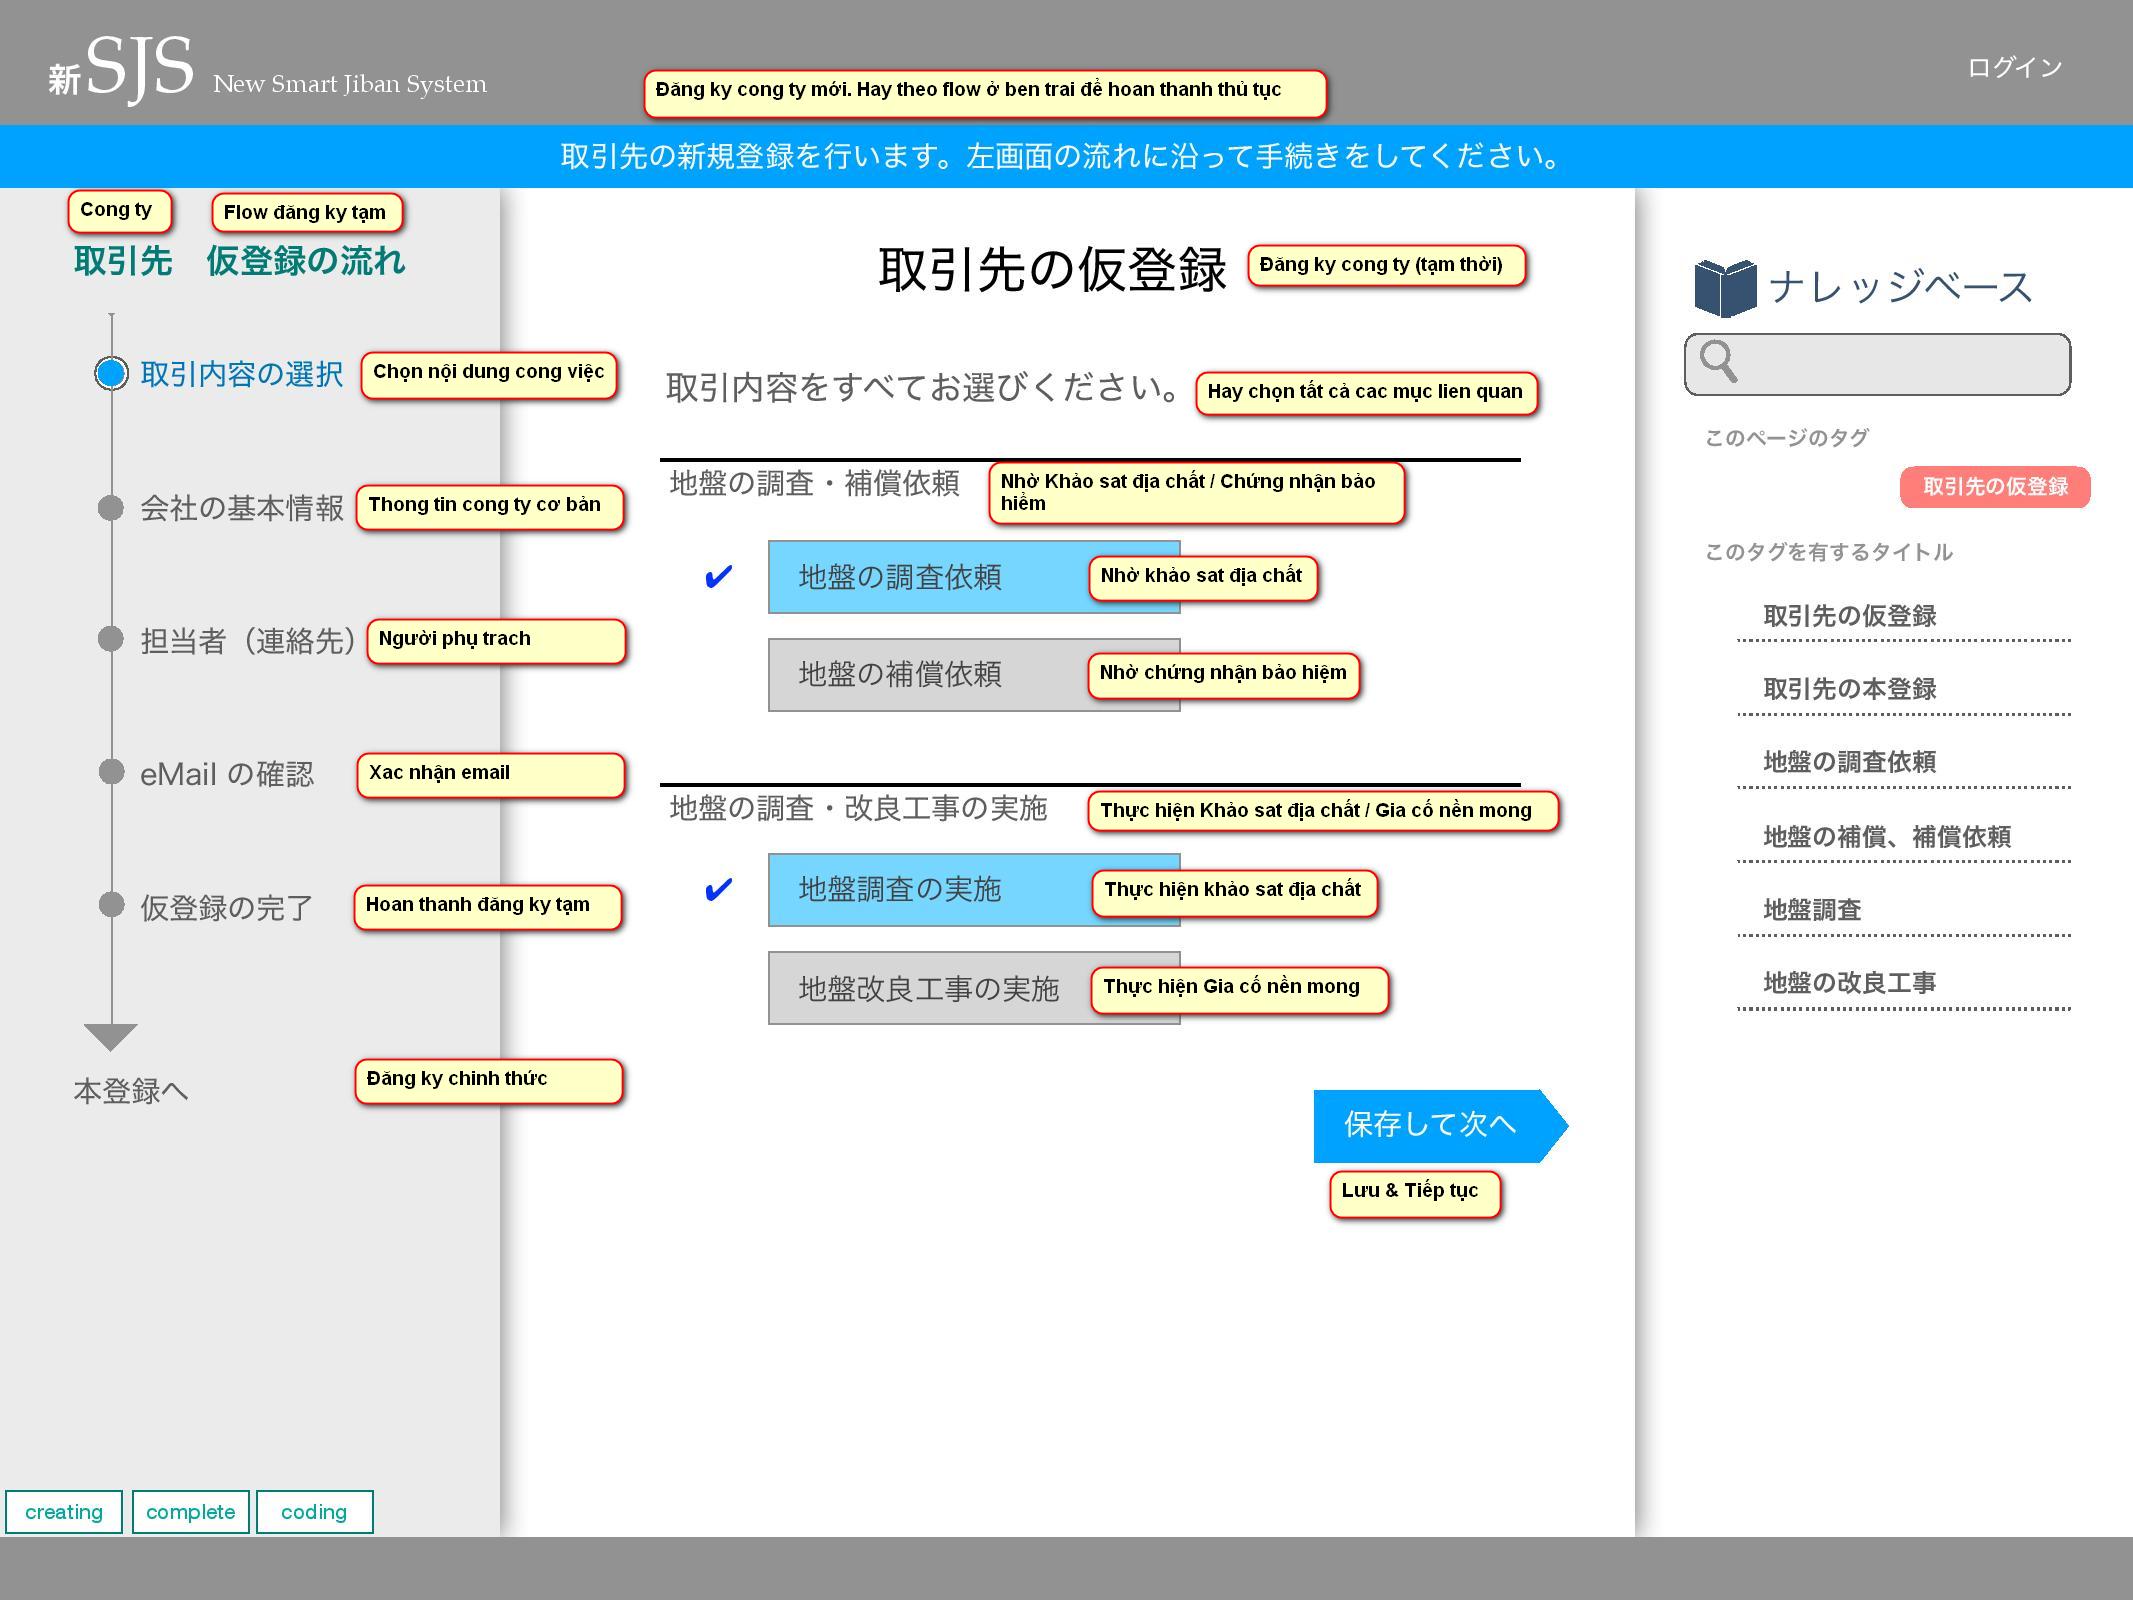 新SJS New Smart Jiban System
ログイン
Đăng ky cong ty mới. Hay theo flow ở ben trai để hoan thanh thủ tục
取引先の新規登録を行います。左画面の流れに沿って手続きをしてください。
Cong ty
Flow đăng ky tạm
取引先 仮登録の流れ
取引内容の選択
Chọn nội dung cong việc
会社の基本情報
Thong tin cong ty cơ bản
担当者（連絡先）
Người phụ trach
eMail の確認
Xac nhận email
仮登録の完了
Hoan thanh đăng ky tạm
本登録へ
Đăng ky chinh thức
creating
complete
coding
取引先の仮登録
Đăng ky cong ty (tạm thời)
取引内容をすべてお選びください。
Hay chọn tất cả cac mục lien quan
地盤の調査・補償依頼
Nhờ Khảo sat địa chất / Chứng nhận bảo
hiểm
✔
地盤の調査依頼
Nhờ khảo sat địa chất
地盤の補償依頼
Nhờ chứng nhận bảo hiệm
地盤の調査・改良工事の実施
Thực hiện Khảo sat địa chất / Gia cố nền mong
✔
地盤調査の実施
Thực hiện khảo sat địa chất
地盤改良工事の実施
Thực hiện Gia cố nền mong
保存して次へ
Lưu & Tiếp tục
ナレッジベース
このページのタグ
取引先の仮登録
このタグを有するタイトル
取引先の仮登録
取引先の本登録
地盤の調査依頼
地盤の補償、補償依頼
地盤調査
地盤の改良工事